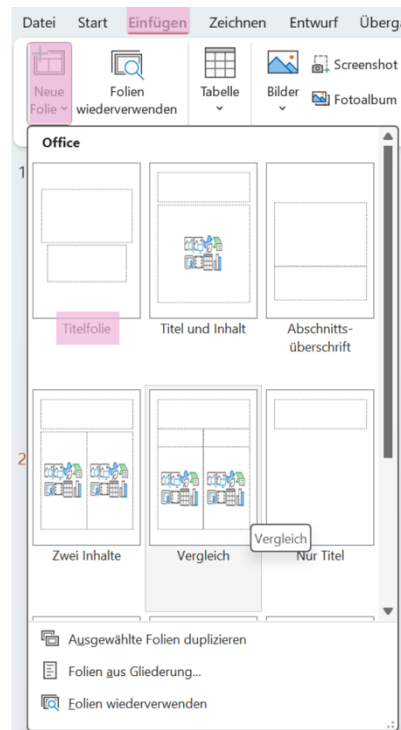 Datei Start Einfügen Zeichnen Entwurf Überga
Neue Folie
Folien wiederverwenden
Tabelle
Bilder
Screenshot
Fotoalbum
Office
1
Titelfolie
Titel und Inhalt
Abschnitts-
überschrift
2
Zwei Inhalte
Vergleich
Vergleich
Nur Titel
Ausgewählte Folien duplizieren
Folien aus Gliederung...
Folien wiederverwenden